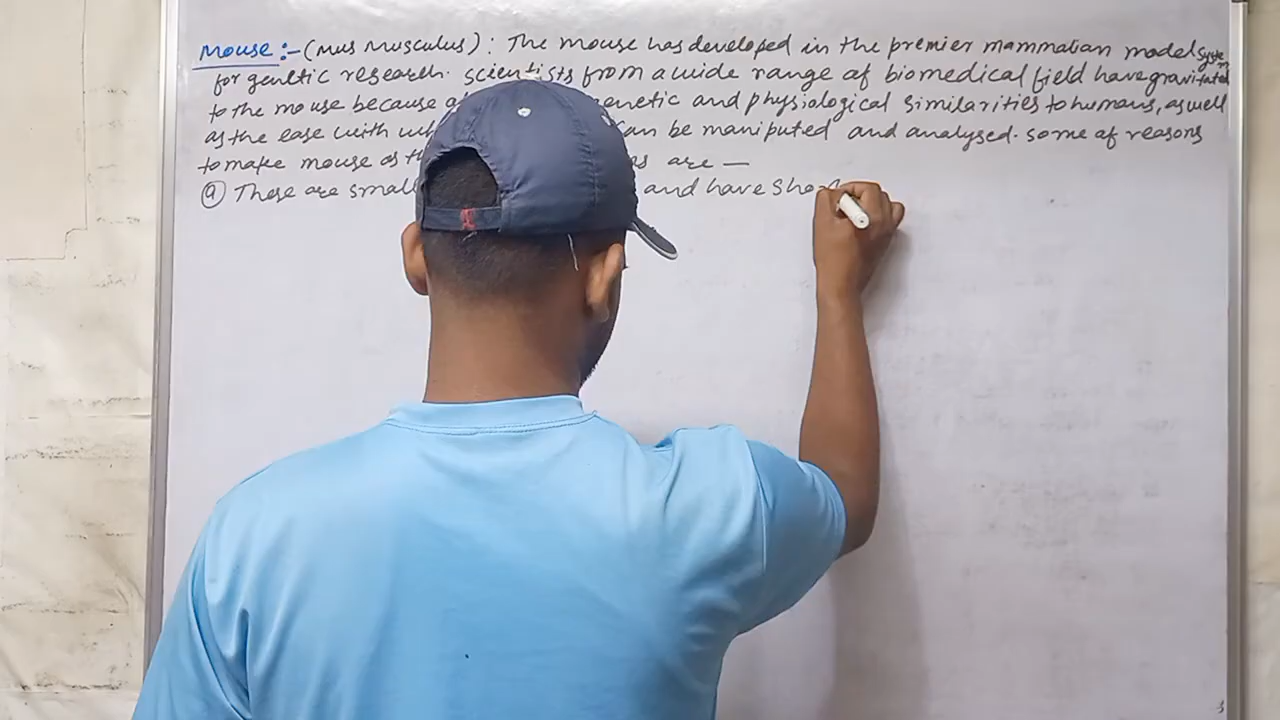 Mouse :- (Mus Musculus) : The mouse has developed in the premier mammalian model system
for genetic research. scientists from a wide range of biomedical field have gravitated
to the mouse because genetic and physiological similarities to humans, as well
as the ease with can be maniputed and analysed. some of reasons
to make mouse as are —
(a) These are small and have